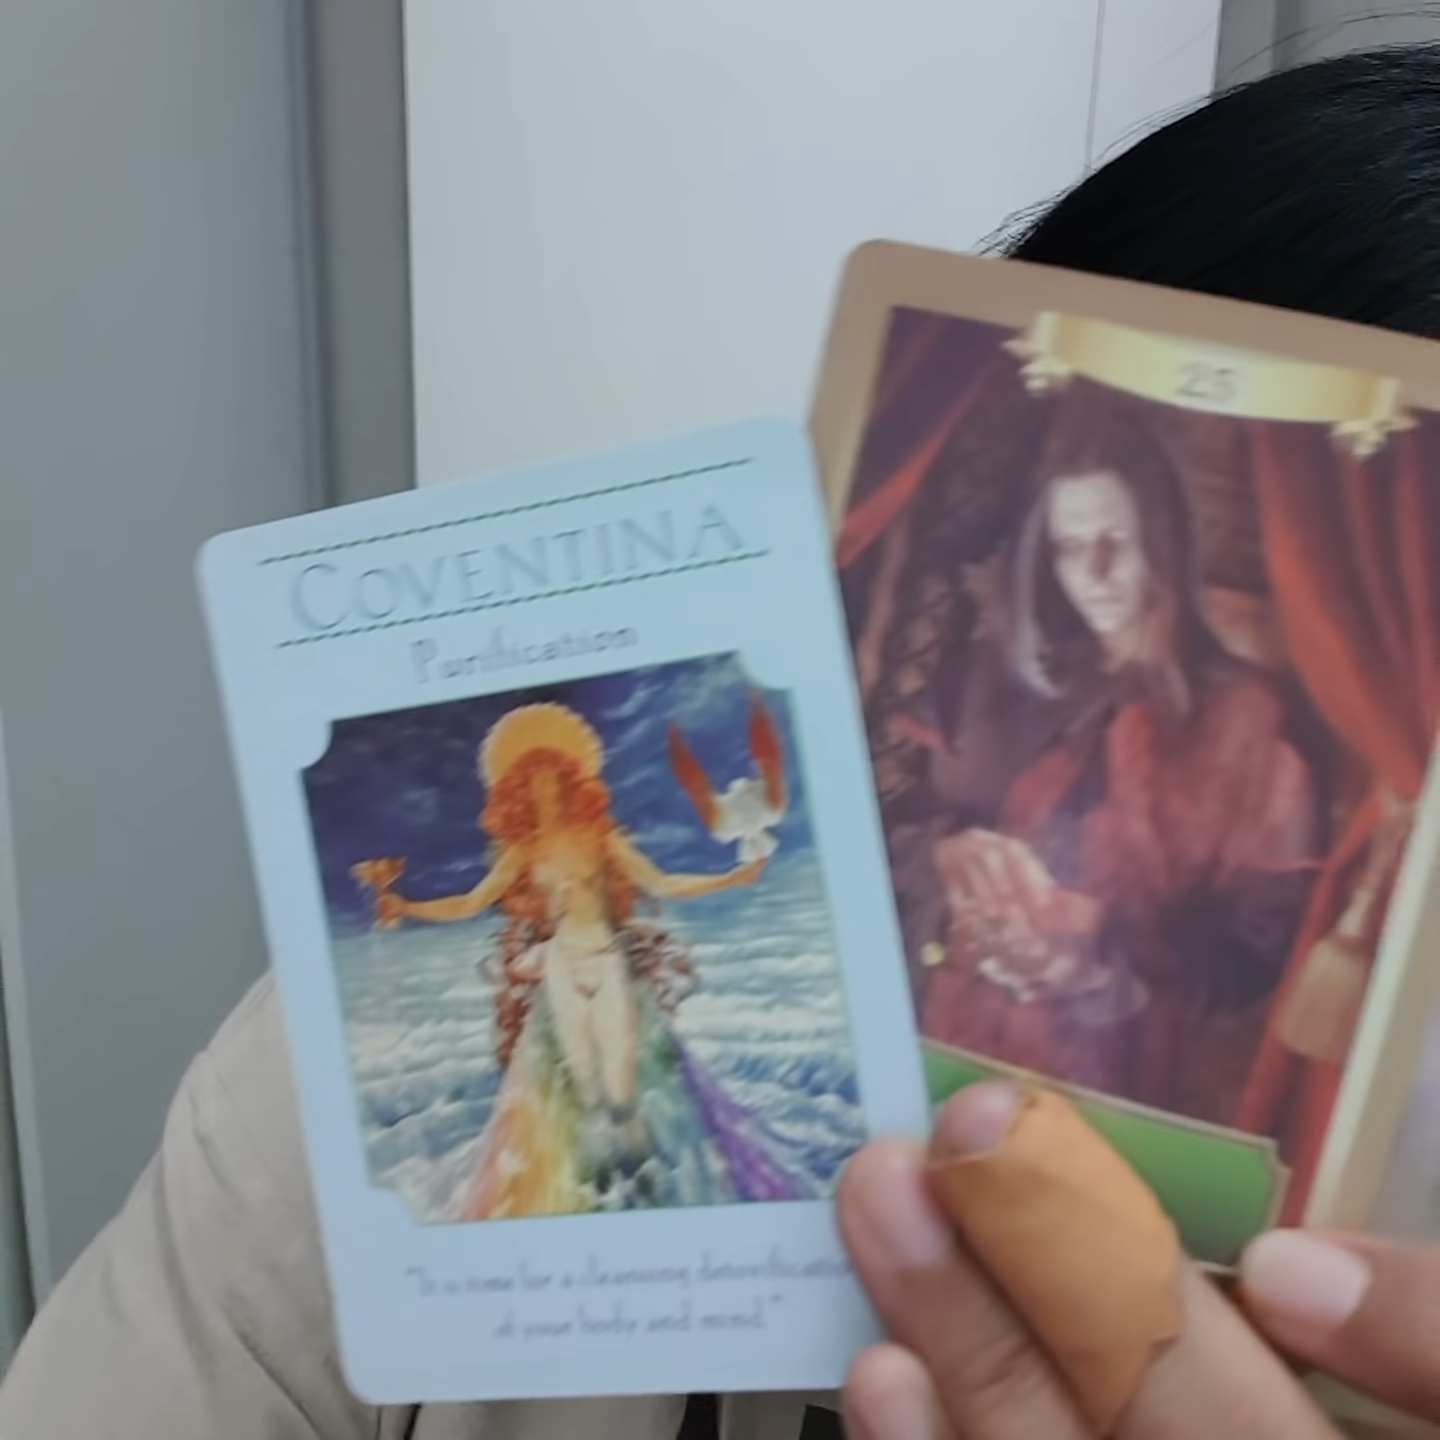 COVENTINA
Purification
"It is time for a cleansing detoxification
of your body and mind."
25